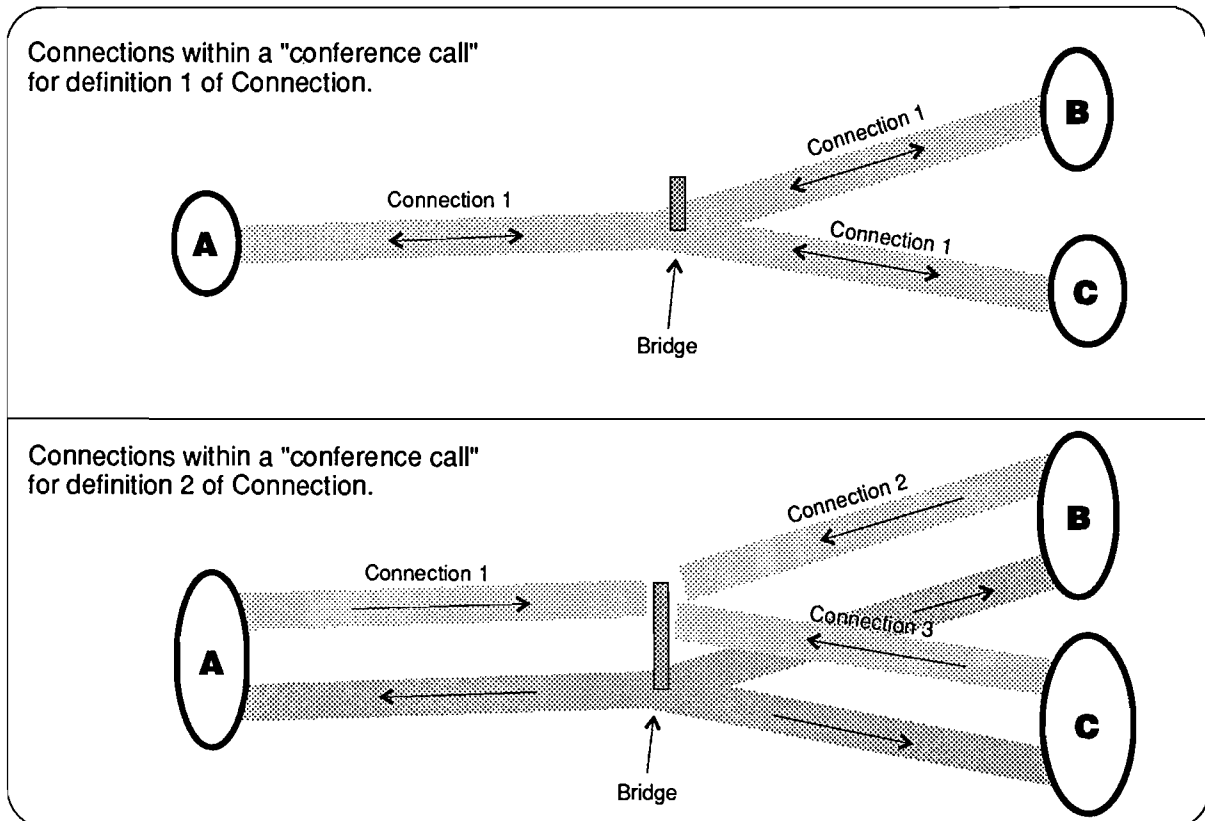 Connections within a "conference call"
for definition 1 of Connection.
B
Connection 1
Connection 1
A
Connection 1
C
Bridge
Connections within a "conference call"
for definition 2 of Connection.
Connection 2
B
Connection 1
Connection 3
A
C
Bridge